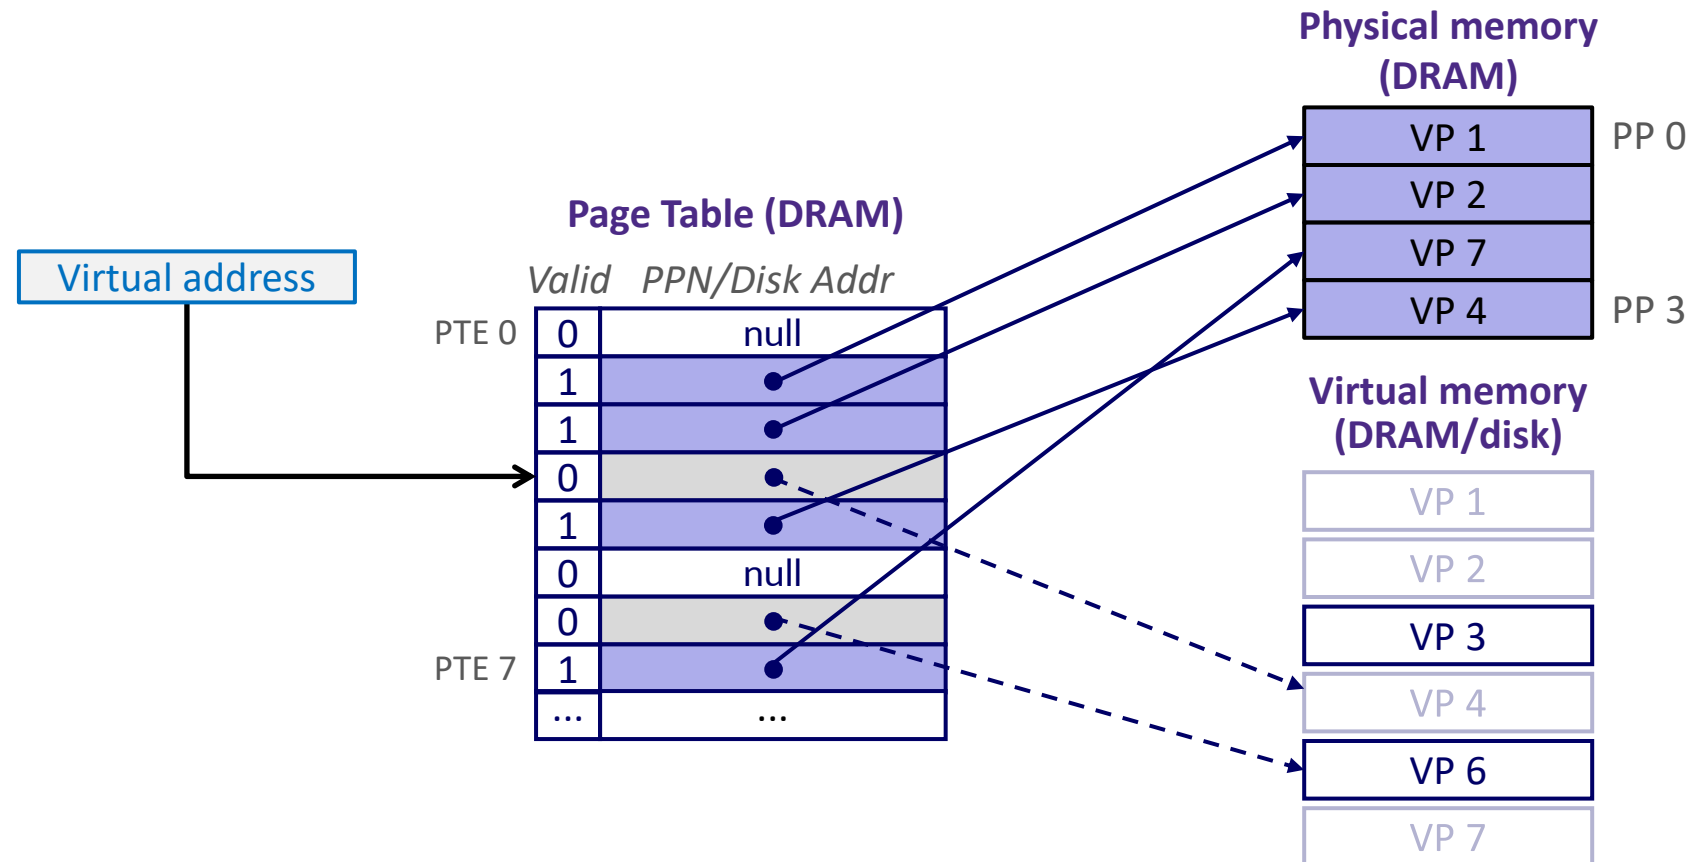 Physical memory
(DRAM)
VP 1 PP 0
VP 2
VP 7
VP 4 PP 3
Page Table (DRAM)
Virtual address
Valid PPN/Disk Addr
PTE 0 0 null
1
1
0
1
0 null
0
PTE 7 1
... ...
Virtual memory
(DRAM/disk)
VP 1
VP 2
VP 3
VP 4
VP 6
VP 7